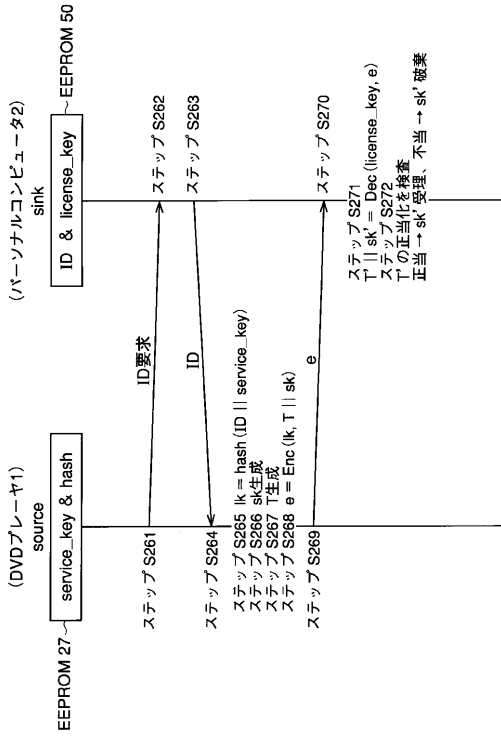 (DVDプレーヤ1)
source
EEPROM 27
service_key & hash
(パーソナルコンピュータ2)
sink
ID & license_key
EEPROM 50
ステップ S261
ID要求
ステップ S262
ステップ S263
ID
ステップ S264
ステップ S265 lk = hash (ID || service_key)
ステップ S266 sk生成
ステップ S267 T生成
ステップ S268 e = Enc (lk, T || sk)
ステップ S269
e
ステップ S270
ステップ S271
T' || sk' = Dec (license_key, e)
ステップ S272
T' の正当化を検査
正当 → sk' 受理、不当 → sk' 破棄